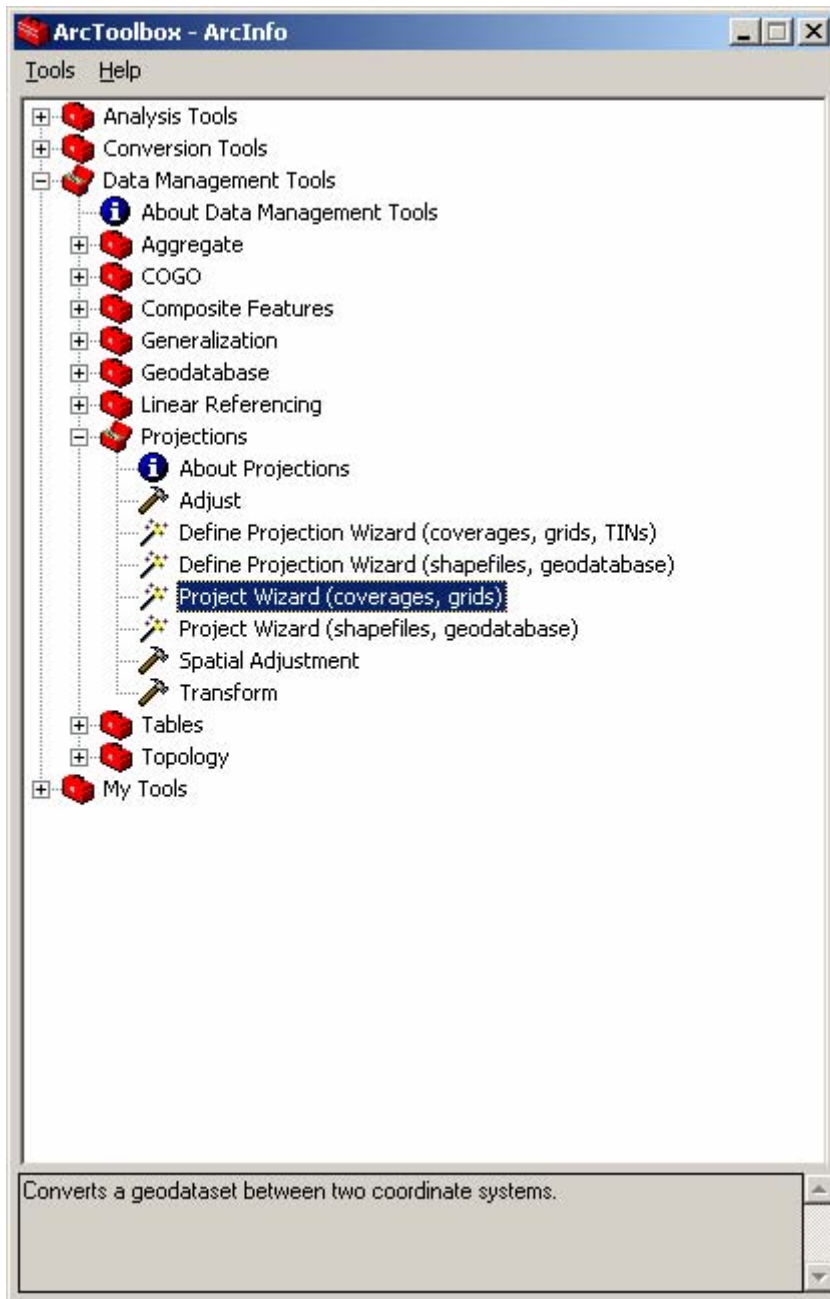 ArcToolbox - ArcInfo
Tools Help
Analysis Tools
Conversion Tools
Data Management Tools
About Data Management Tools
Aggregate
COGO
Composite Features
Generalization
Geodatabase
Linear Referencing
Projections
About Projections
Adjust
Define Projection Wizard (coverages, grids, TINs)
Define Projection Wizard (shapefiles, geodatabase)
Project Wizard (coverages, grids)
Project Wizard (shapefiles, geodatabase)
Spatial Adjustment
Transform
Tables
Topology
My Tools
Converts a geodataset between two coordinate systems.